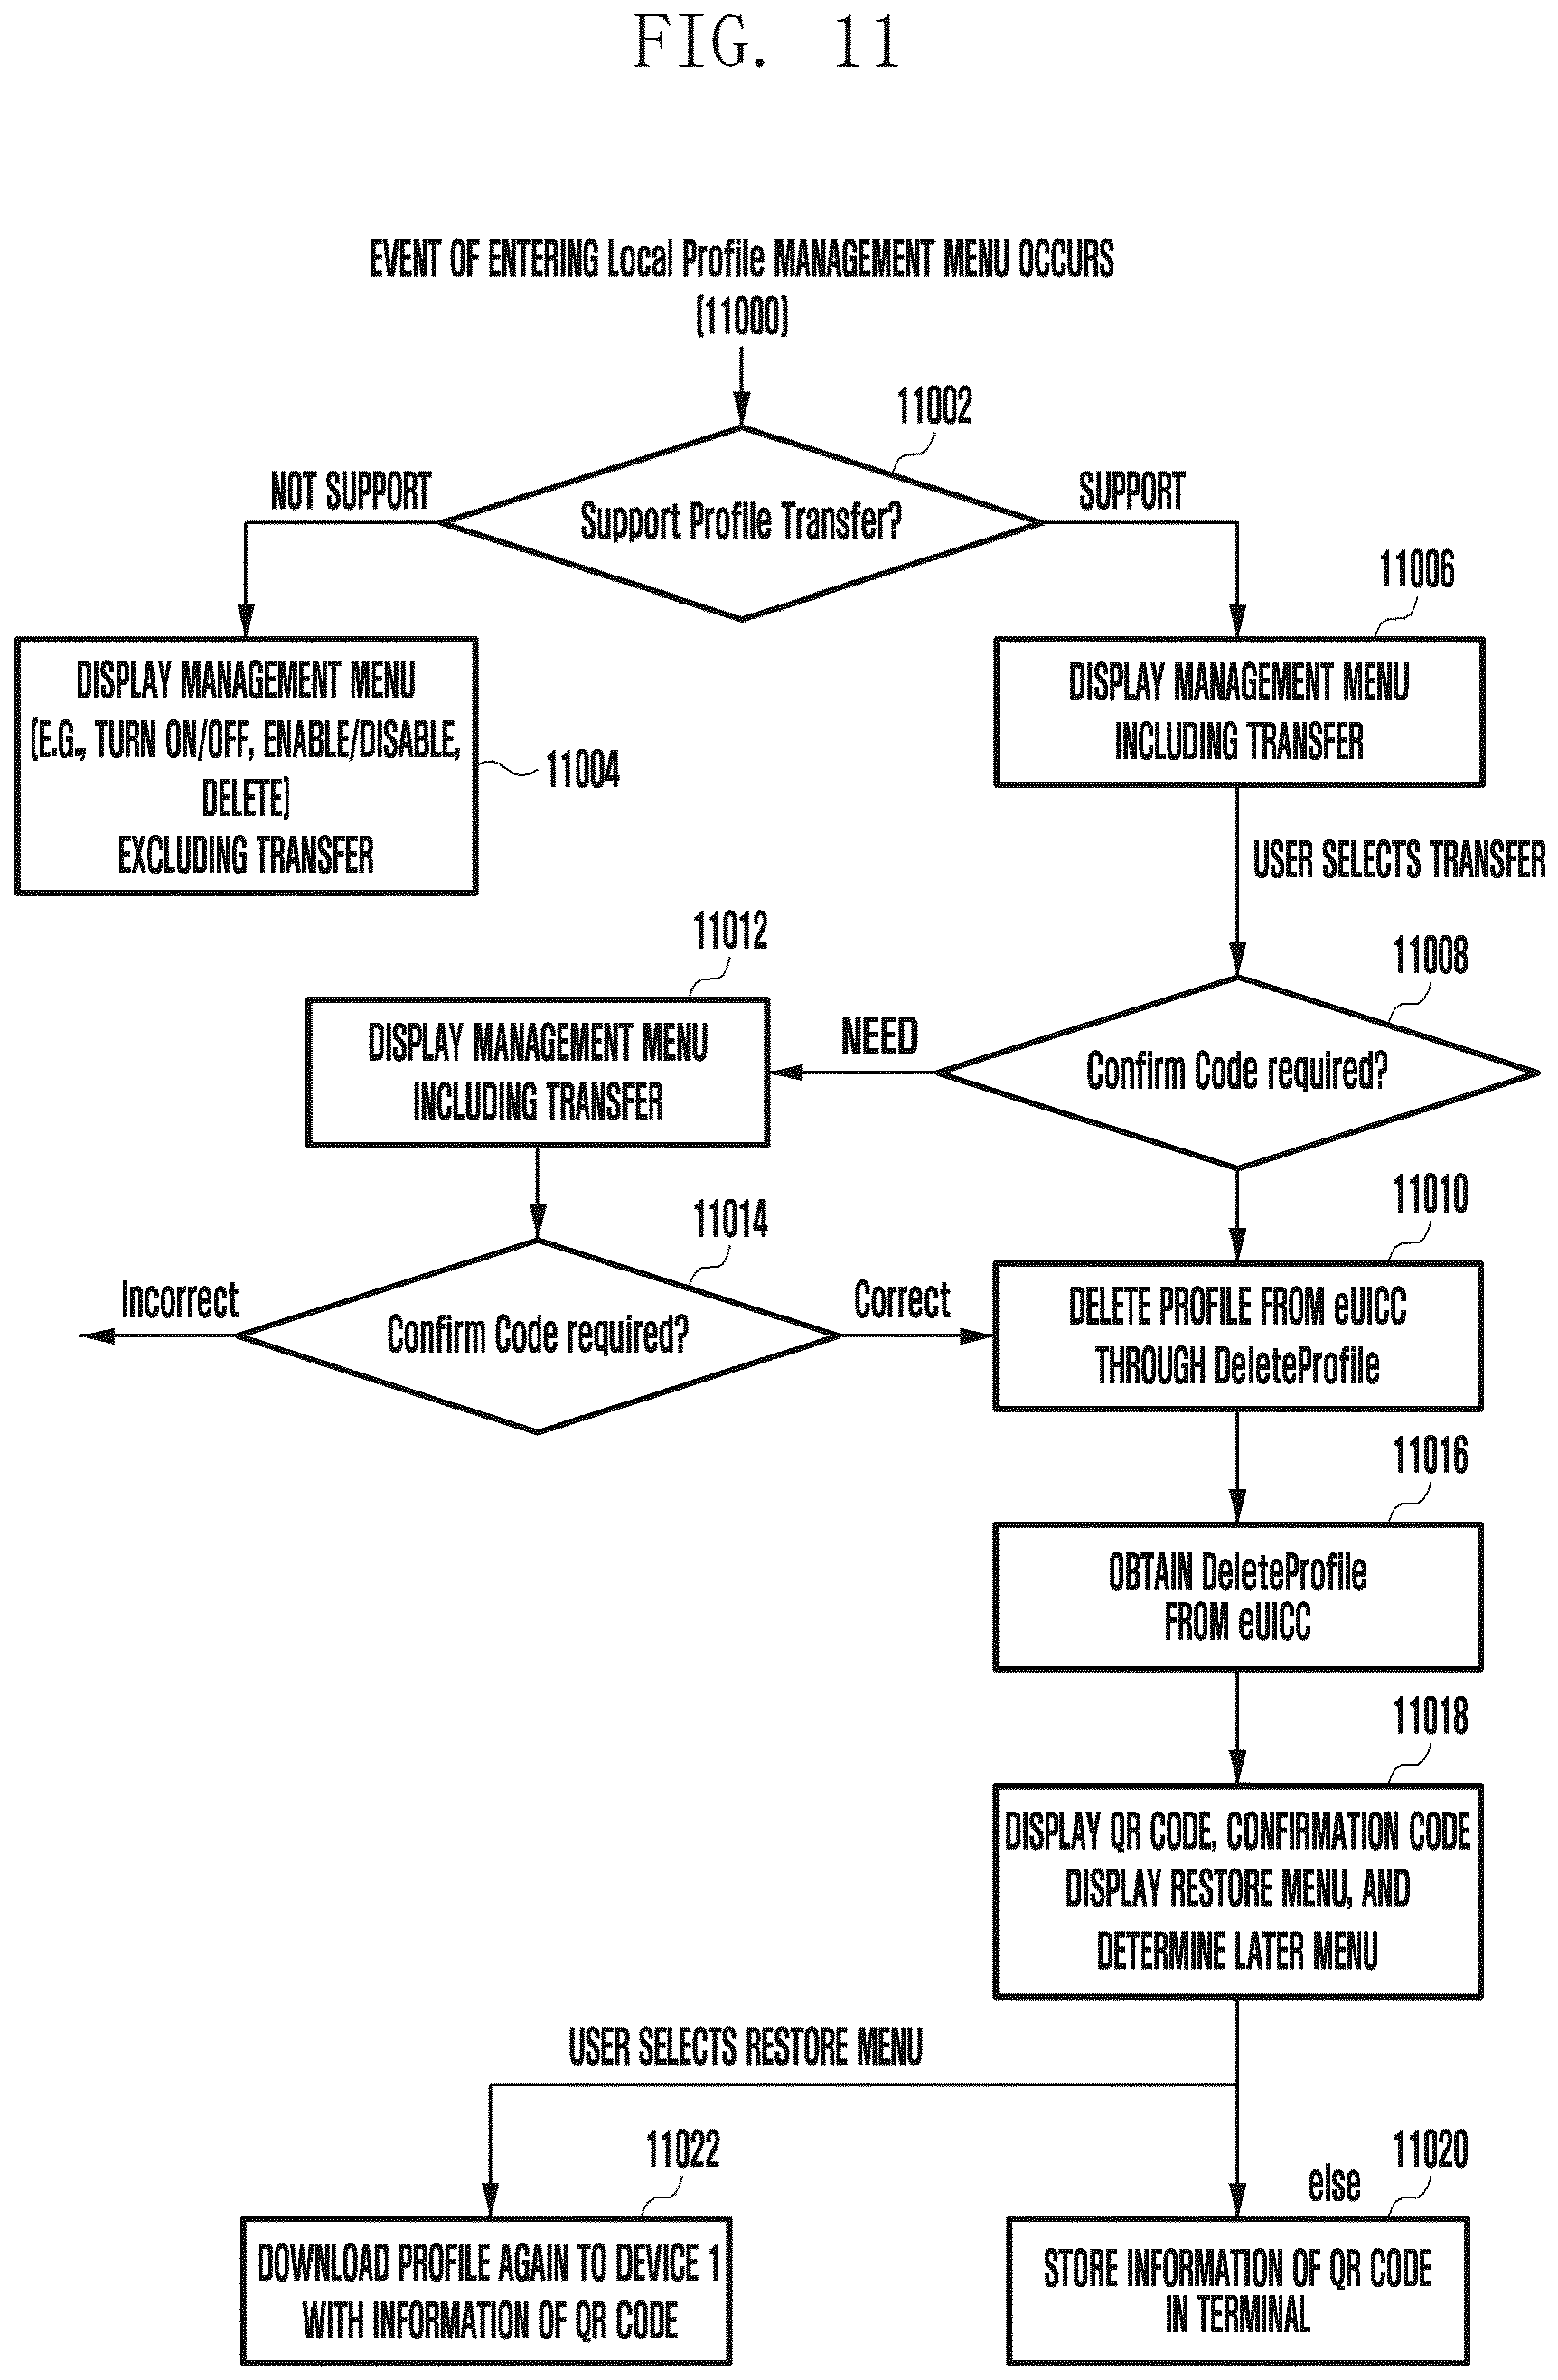 FIG. 11
EVENT OF ENTERING Local Profile MANAGEMENT MENU OCCURS
(11000)
11002
NOT SUPPORT
SUPPORT
Support Profile Transfer?
11006
DISPLAY MANAGEMENT MENU
(E.G., TURN ON/OFF, ENABLE/DISABLE,
DELETE)
EXCLUDING TRANSFER
11004
DISPLAY MANAGEMENT MENU
INCLUDING TRANSFER
USER SELECTS TRANSFER
11012
11008
DISPLAY MANAGEMENT MENU
INCLUDING TRANSFER
NEED
Confirm Code required?
11014
11010
Incorrect
Confirm Code required?
Correct
DELETE PROFILE FROM eUICC
THROUGH DeleteProfile
11016
OBTAIN DeleteProfile
FROM eUICC
11018
DISPLAY QR CODE, CONFIRMATION CODE
DISPLAY RESTORE MENU, AND
DETERMINE LATER MENU
USER SELECTS RESTORE MENU
11022
else
11020
DOWNLOAD PROFILE AGAIN TO DEVICE 1
WITH INFORMATION OF QR CODE
STORE INFORMATION OF QR CODE
IN TERMINAL